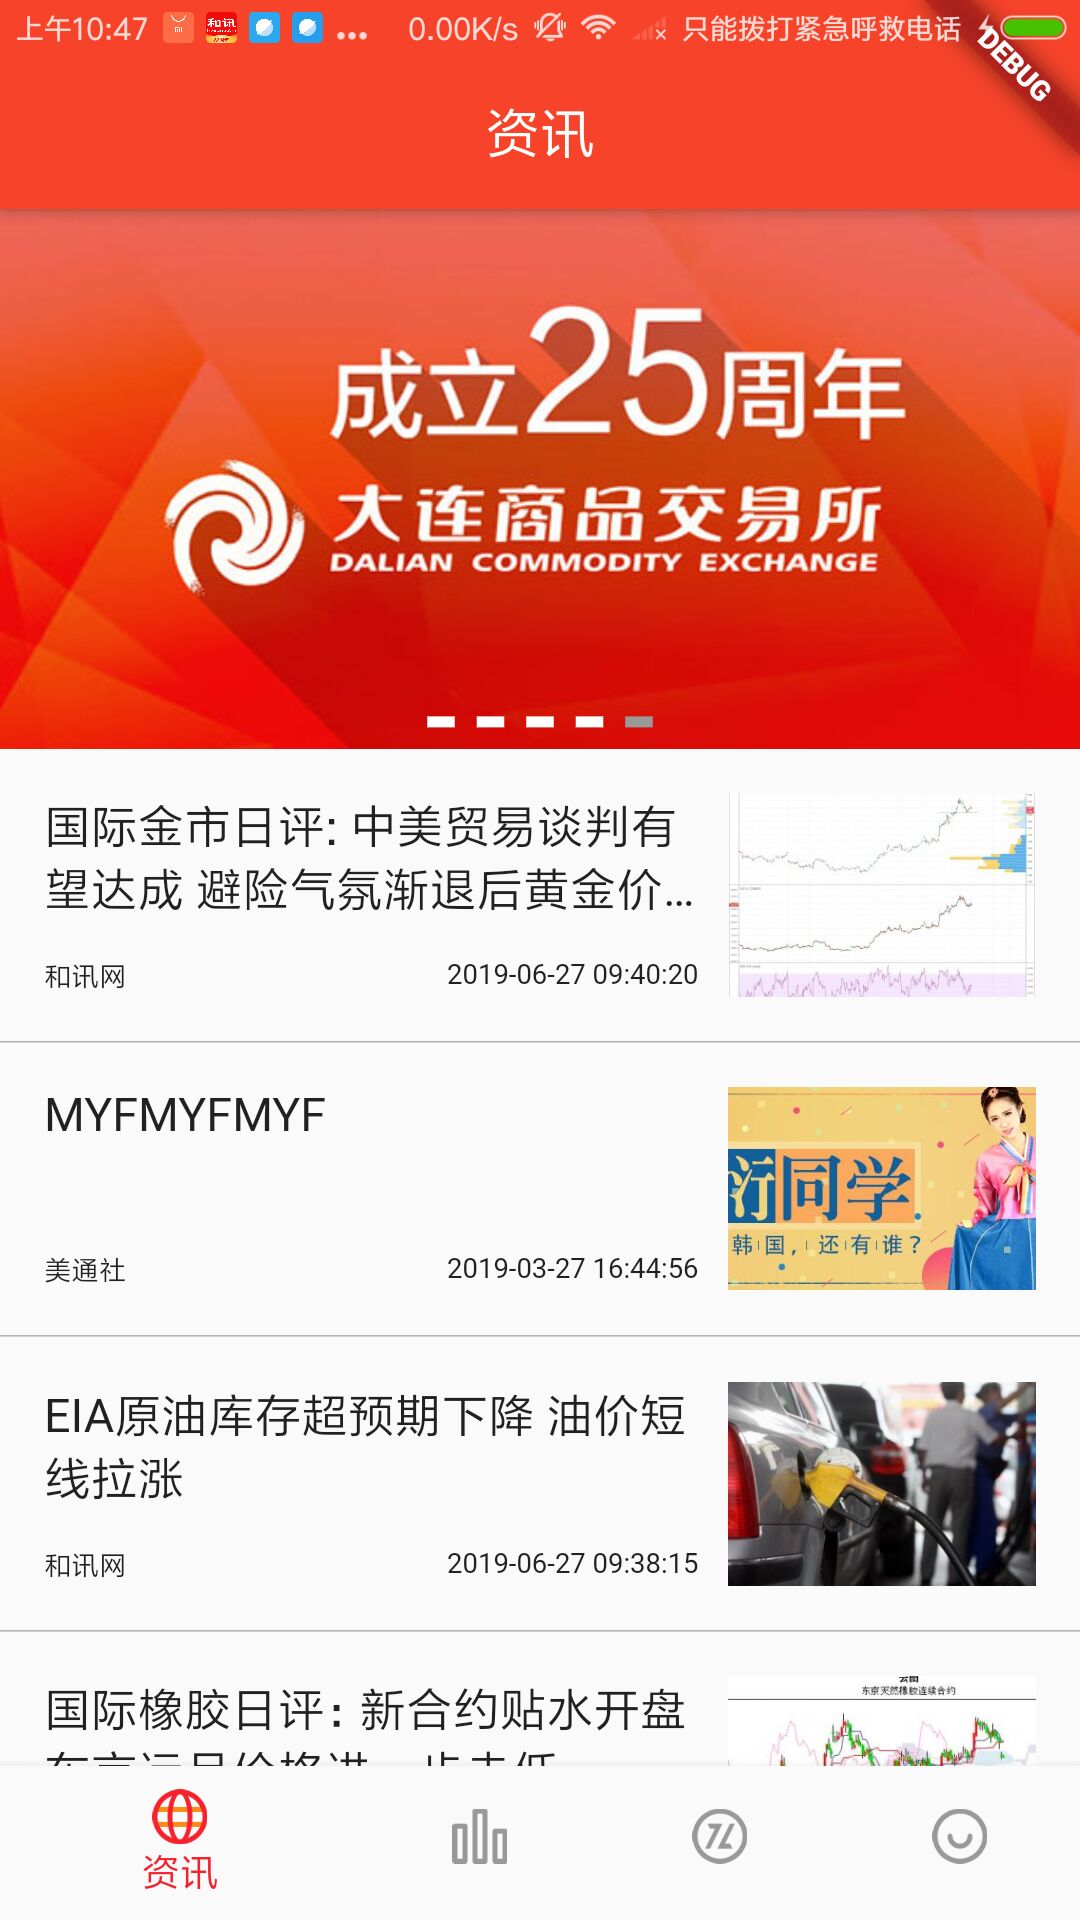 上午10:47
和讯
0.00K/s
只能拨打紧急呼救电话
DEBUG
资讯
成立25周年
大连商品交易所
DALIAN COMMODITY EXCHANGE
国际金市日评: 中美贸易谈判有
望达成 避险气氛渐退后黄金价...
和讯网
2019-06-27 09:40:20
MYFMYFMYF
行同学
韩国，还有谁？
美通社
2019-03-27 16:44:56
EIA原油库存超预期下降 油价短
线拉涨
和讯网
2019-06-27 09:38:15
国际橡胶日评：新合约贴水开盘
云图
东京天然橡胶连续合约
资讯